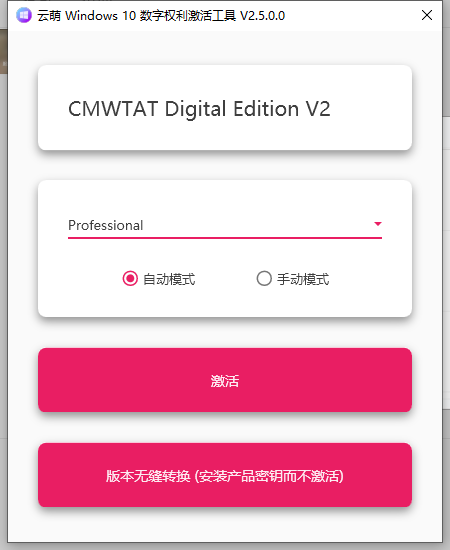 云萌 Windows 10 数字权利激活工具 V2.5.0.0
CMWTAT Digital Edition V2
Professional
自动模式 手动模式
激活
版本无缝转换 (安装产品密钥而不激活)